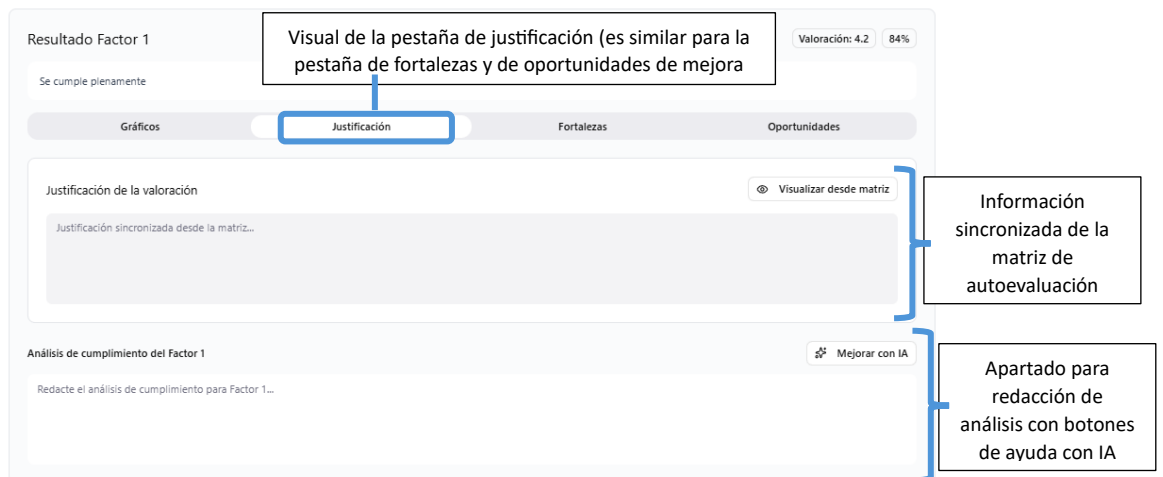 Resultado Factor 1
Visual de la pestaña de justificación (es similar para la
pestaña de fortalezas y de oportunidades de mejora
Valoración: 4.2
84%
Se cumple plenamente
Gráficos
Justificación
Fortalezas
Oportunidades
Justificación de la valoración
Visualizar desde matriz
Justificación sincronizada desde la matriz...
Información
sincronizada de la
matriz de
autoevaluación
Análisis de cumplimiento del Factor 1
Mejorar con IA
Redacte el análisis de cumplimiento para Factor 1...
Apartado para
redacción de
análisis con botones
de ayuda con IA